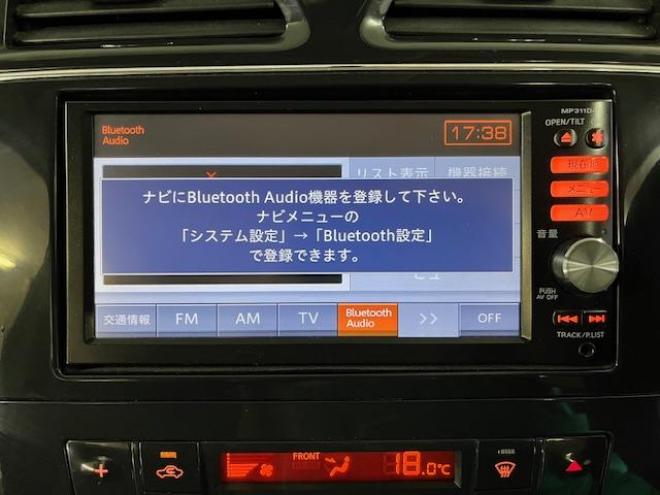 MP311D
OPEN/TILT
Bluetooth
Audio
17:38
リスト表示
機器接続
現在地
メニュー
AV
ナビにBluetooth Audio機器を登録して下さい。
ナビメニューの
「システム設定」→「Bluetooth設定」
で登録できます。
音量
PUSH
AV OFF
交通情報
FM
AM
TV
Bluetooth
Audio
>>
OFF
TRACK/P.LIST
FRONT
18.0℃